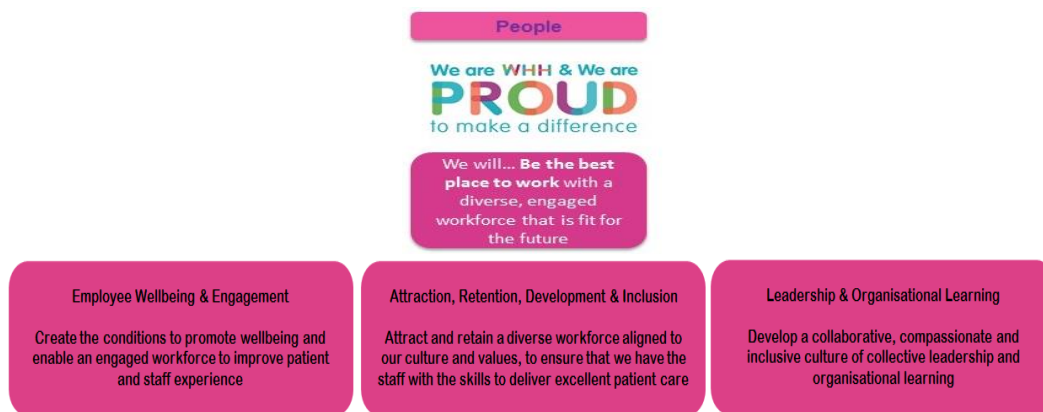 People
We are WHH & We are
PROUD
to make a difference
We will... Be the best
place to work with a
diverse, engaged
workforce that is fit for
the future
Employee Wellbeing & Engagement
Create the conditions to promote wellbeing and
enable an engaged workforce to improve patient
and staff experience
Attraction, Retention, Development & Inclusion
Attract and retain a diverse workforce aligned to
our culture and values, to ensure that we have the
staff with the skills to deliver excellent patient care
Leadership & Organisational Learning
Develop a collaborative, compassionate and
inclusive culture of collective leadership and
organisational learning